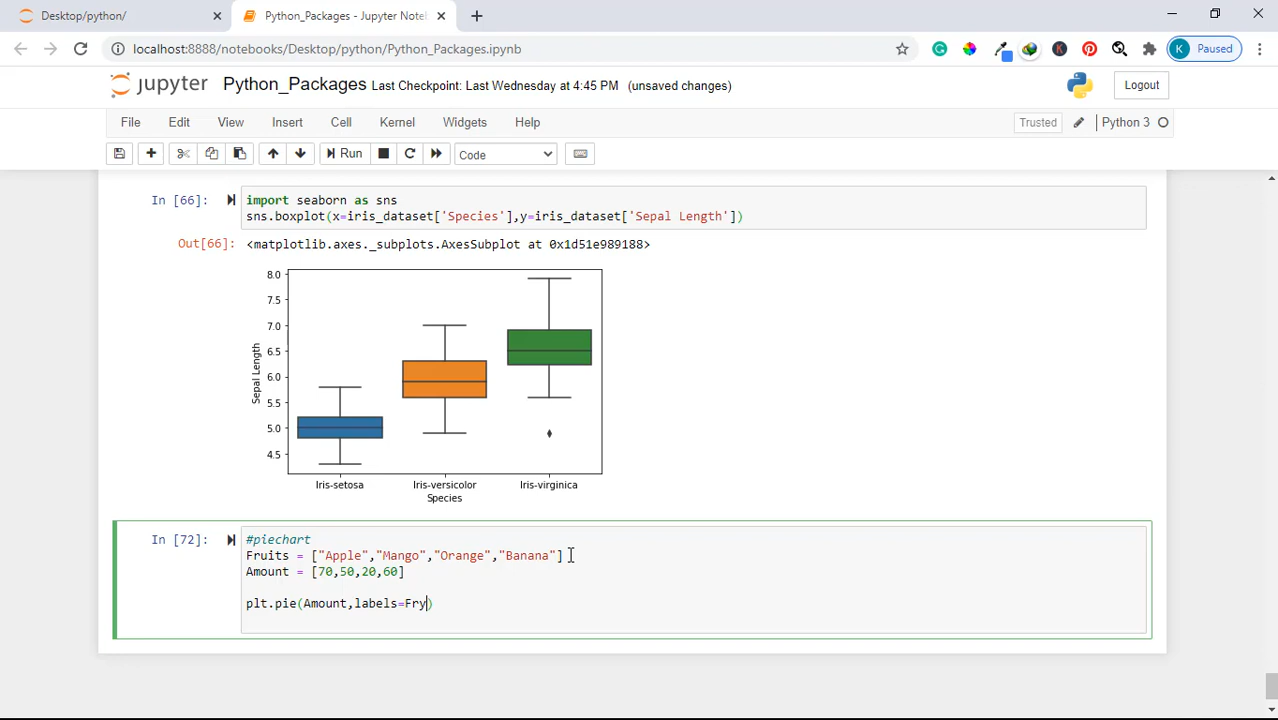 Desktop/python/
Python_Packages - Jupyter Noteb
localhost:8888/notebooks/Desktop/python/Python_Packages.ipynb
K Paused
jupyter Python_Packages Last Checkpoint: Last Wednesday at 4:45 PM (unsaved changes)
Logout
File Edit View Insert Cell Kernel Widgets Help
Trusted Python 3
Run Code
In [66]:
import seaborn as sns
sns.boxplot(x=iris_dataset['Species'],y=iris_dataset['Sepal Length'])
Out[66]:
<matplotlib.axes._subplots.AxesSubplot at 0x1d51e989188>
8.0
7.5
7.0
6.5
6.0
5.5
5.0
4.5
Sepal Length
Iris-setosa Iris-versicolor Iris-virginica
Species
In [72]:
#piechart
Fruits = ["Apple","Mango","Orange","Banana"]
Amount = [70,50,20,60]
plt.pie(Amount,labels=Fry)